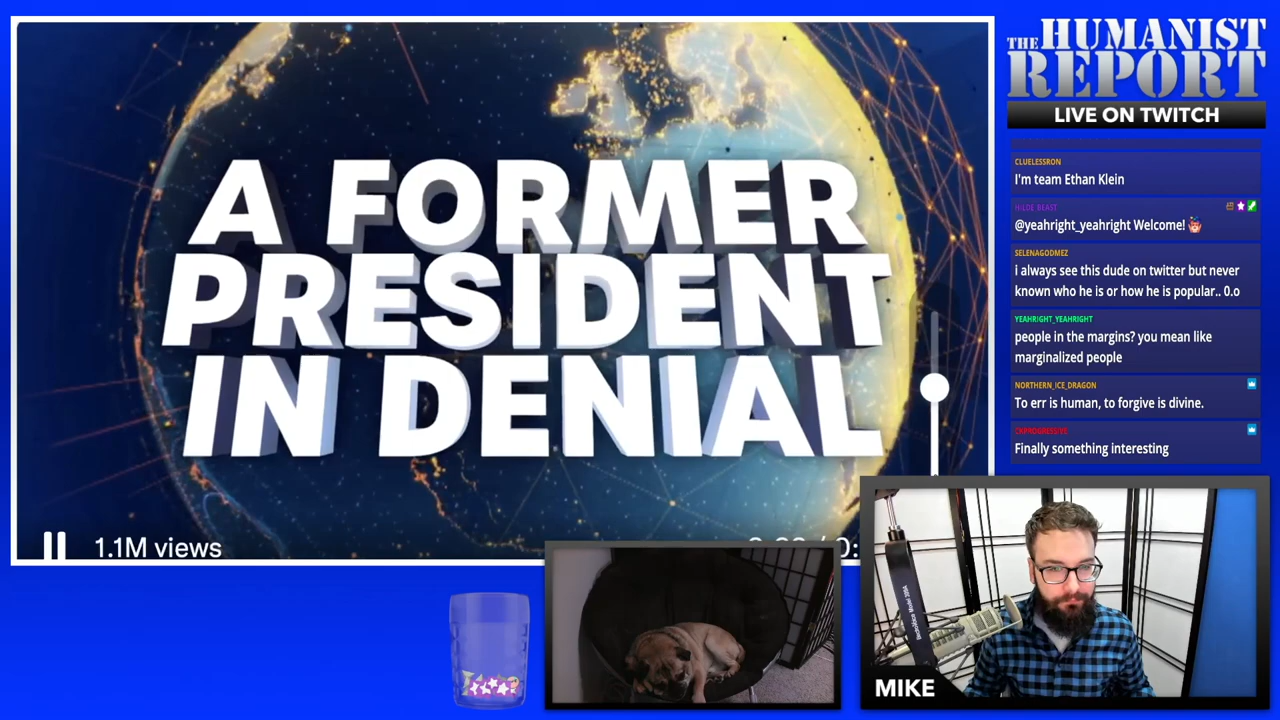 A FORMER
PRESIDENT
IN DENIAL
1.1M views
THE HUMANIST
REPORT
LIVE ON TWITCH
CLUELESSRON
I'm team Ethan Klein
HILDE BEAST
@yeahright_yeahright Welcome!
SELENAGODMEZ
i always see this dude on twitter but never
known who he is or how he is popular.. 0.o
YEAHRIGHT_YEAHRIGHT
people in the margins? you mean like
marginalized people
NORTHERN_ICE_DRAGON
To err is human, to forgive is divine.
Finally something interesting
MIKE